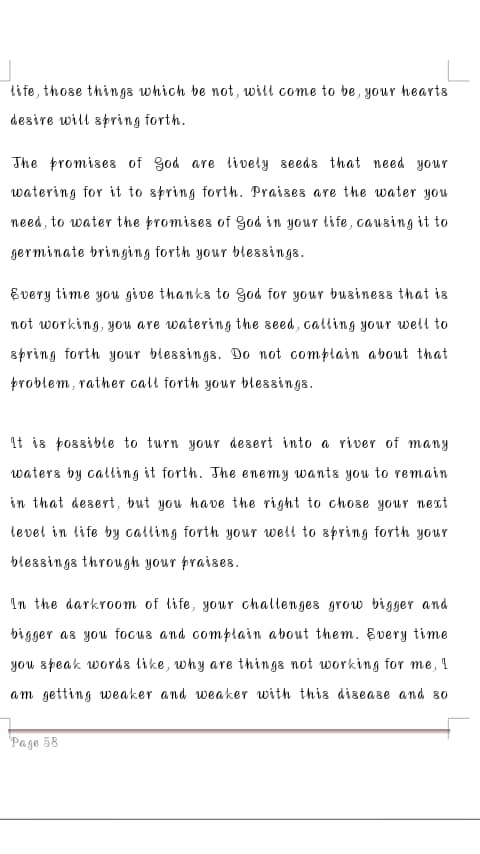 life, those things which be not, will come to be, your hearts
desire will spring forth.
The promises of God are lively seeds that need your
watering for it to spring forth. Praises are the water you
need, to water the promises of God in your life, causing it to
germinate bringing forth your blessings.
Every time you give thanks to God for your business that is
not working, you are watering the seed, calling your well to
spring forth your blessings. Do not complain about that
problem, rather call forth your blessings.
It is possible to turn your desert into a river of many
waters by calling it forth. The enemy wants you to remain
in that desert, but you have the right to chose your next
level in life by calling forth your well to spring forth your
blessings through your praises.
In the darkroom of life, your challenges grow bigger and
bigger as you focus and complain about them. Every time
you speak words like, why are things not working for me, I
am getting weaker and weaker with this disease and so
Page 58